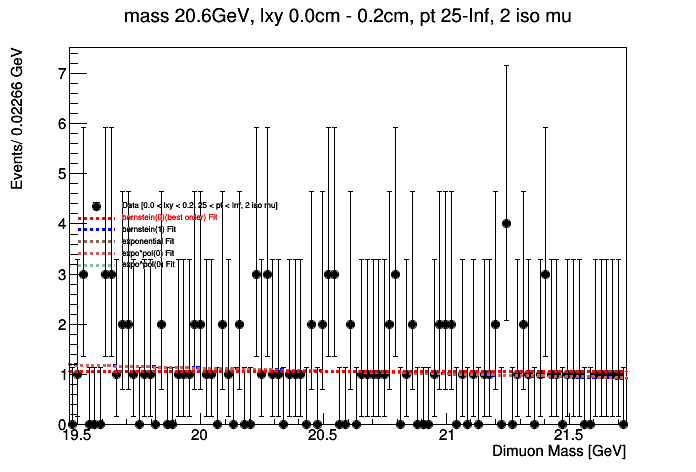 mass 20.6GeV, lxy 0.0cm - 0.2cm, pt 25-Inf, 2 iso mu
Events/ 0.02266 GeV
7
6
5
4
3
2
1
0
Data [0.0 < lxy < 0.2, 25 < pt < Inf, 2 iso mu]
bernstein(0)(best order) Fit
bernstein(1) Fit
exponential Fit
expo*pol(0) Fit
expo*pol(0) Fit
19.5 20 20.5 21 21.5
Dimuon Mass [GeV]